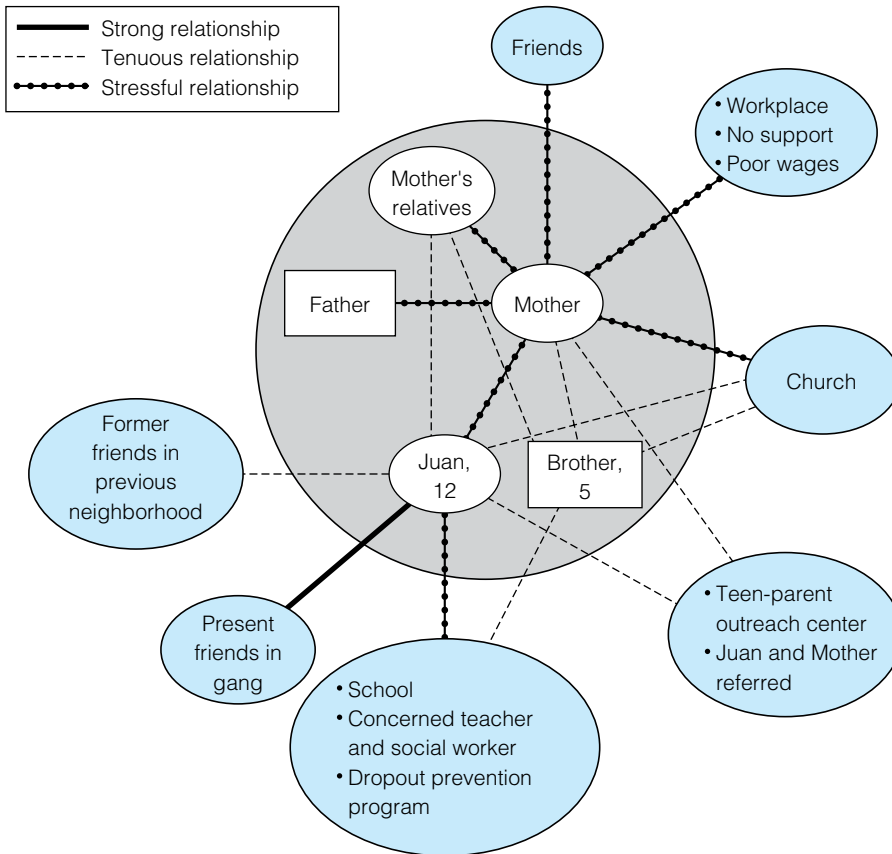 Strong relationship
Tenuous relationship
Stressful relationship
Friends
• Workplace
• No support
• Poor wages
Mother's
relatives
Father
Mother
Church
Former
friends in
previous
neighborhood
Juan,
12
Brother,
5
Present
friends in
gang
• School
• Concerned teacher
and social worker
• Dropout prevention
program
• Teen-parent
outreach center
• Juan and Mother
referred